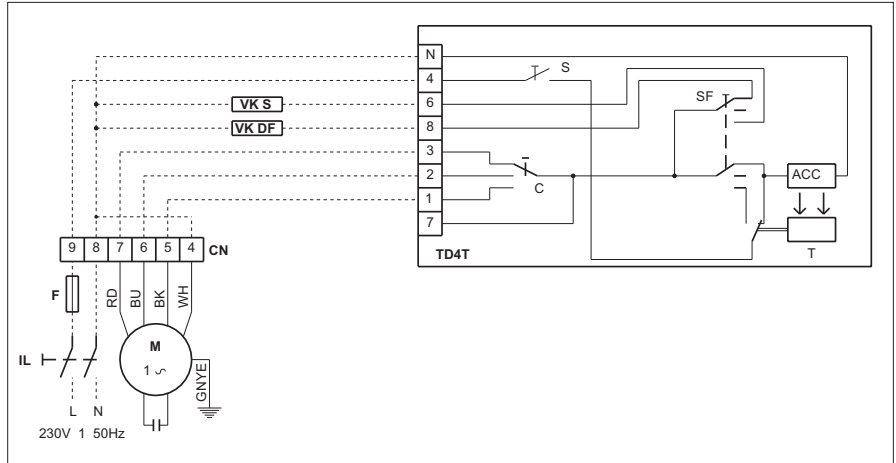 N
4
S
6
SF
VK S
8
VK DF
3
2
C
ACC
1
7
T
TD4T
9 8 7 6 5 4
CN
F
RD
BU
BK
WH
M
1 ∿
IL
GNYE
L N
230V 1 50Hz